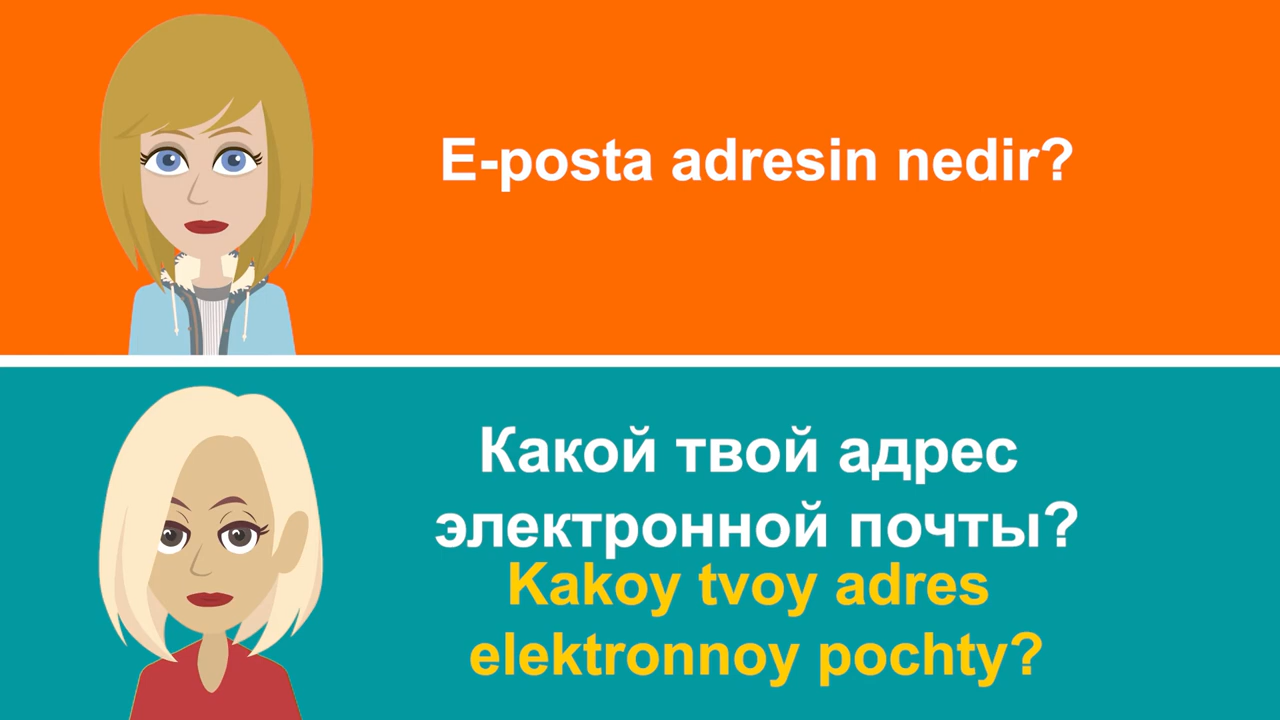 E-posta adresin nedir?
Какой твой адрес
электронной почты?
Kakoy tvoy adres
elektronnoy pochty?